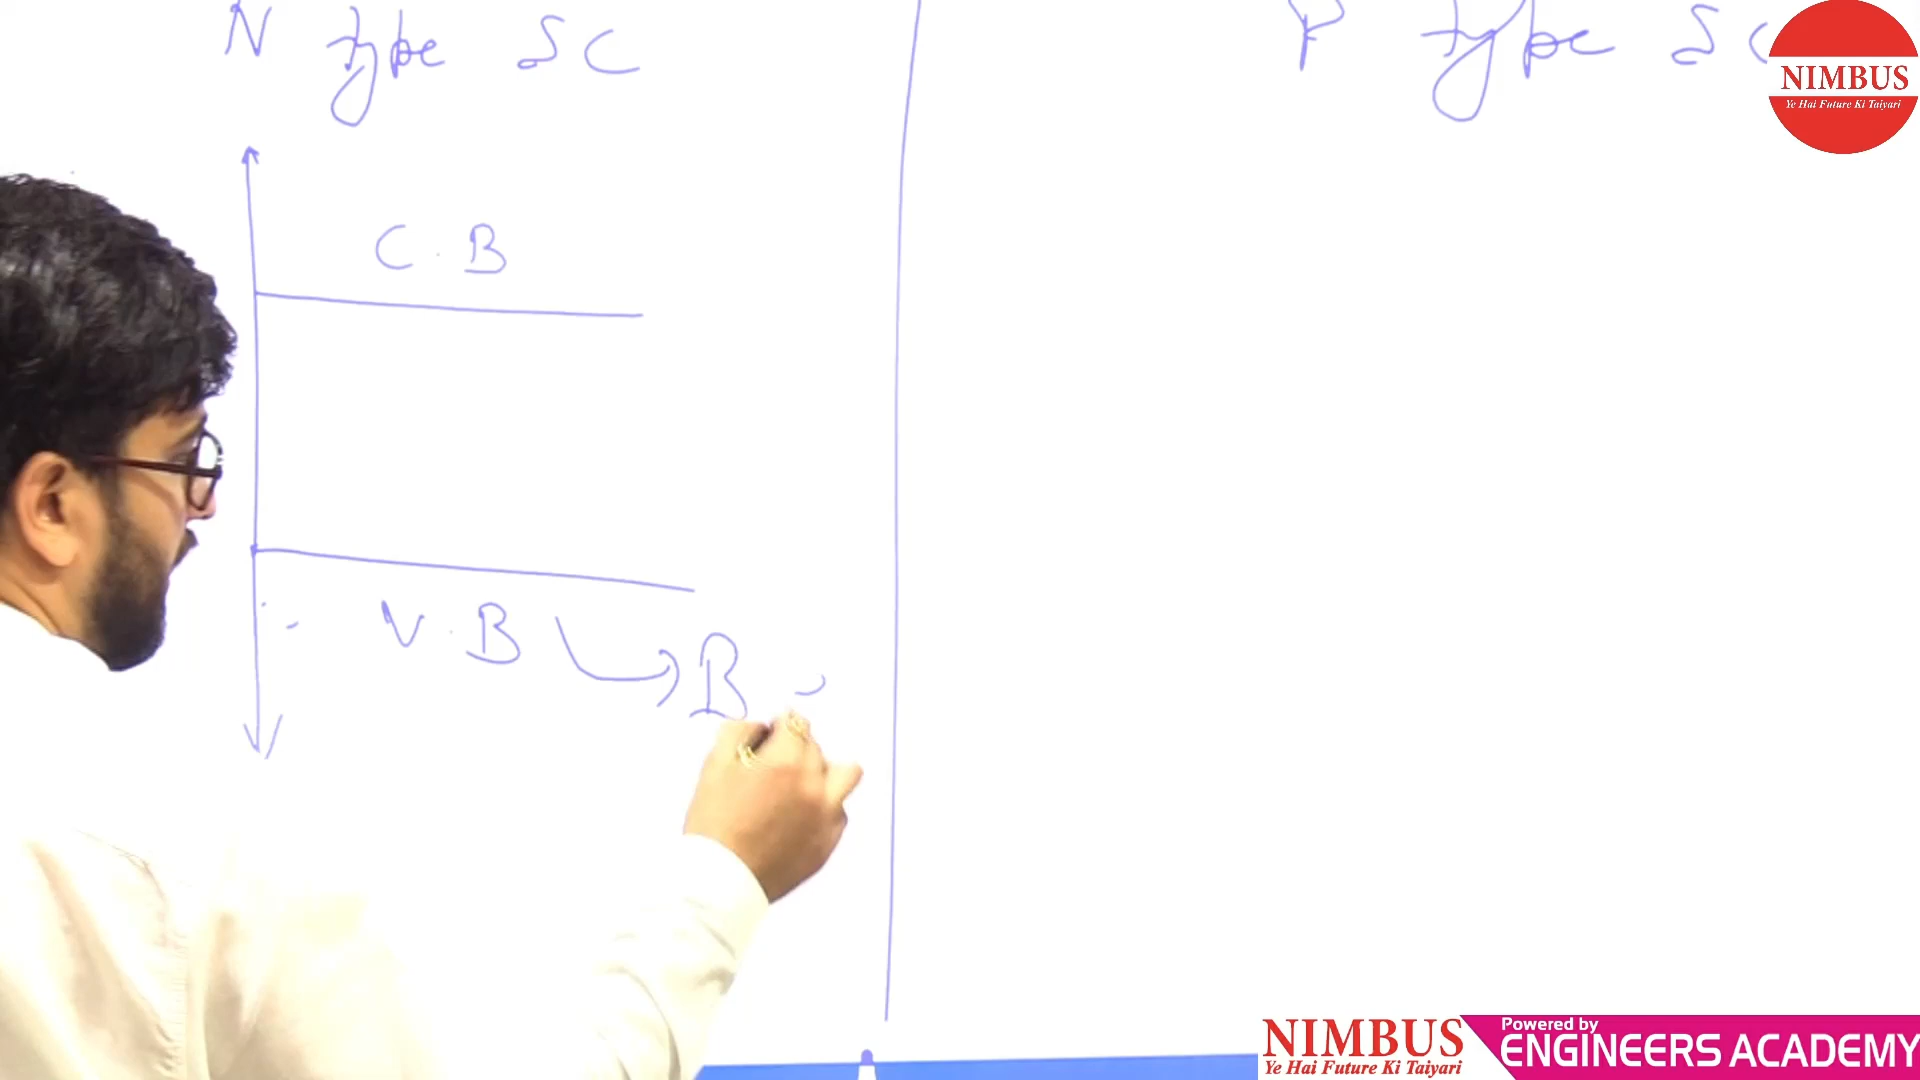 N type SC
P type SC
NIMBUS
Ye Hai Future Ki Taiyari
C.B
V.B
B
NIMBUS
Ye Hai Future Ki Taiyari
Powered by
ENGINEERS ACADEMY